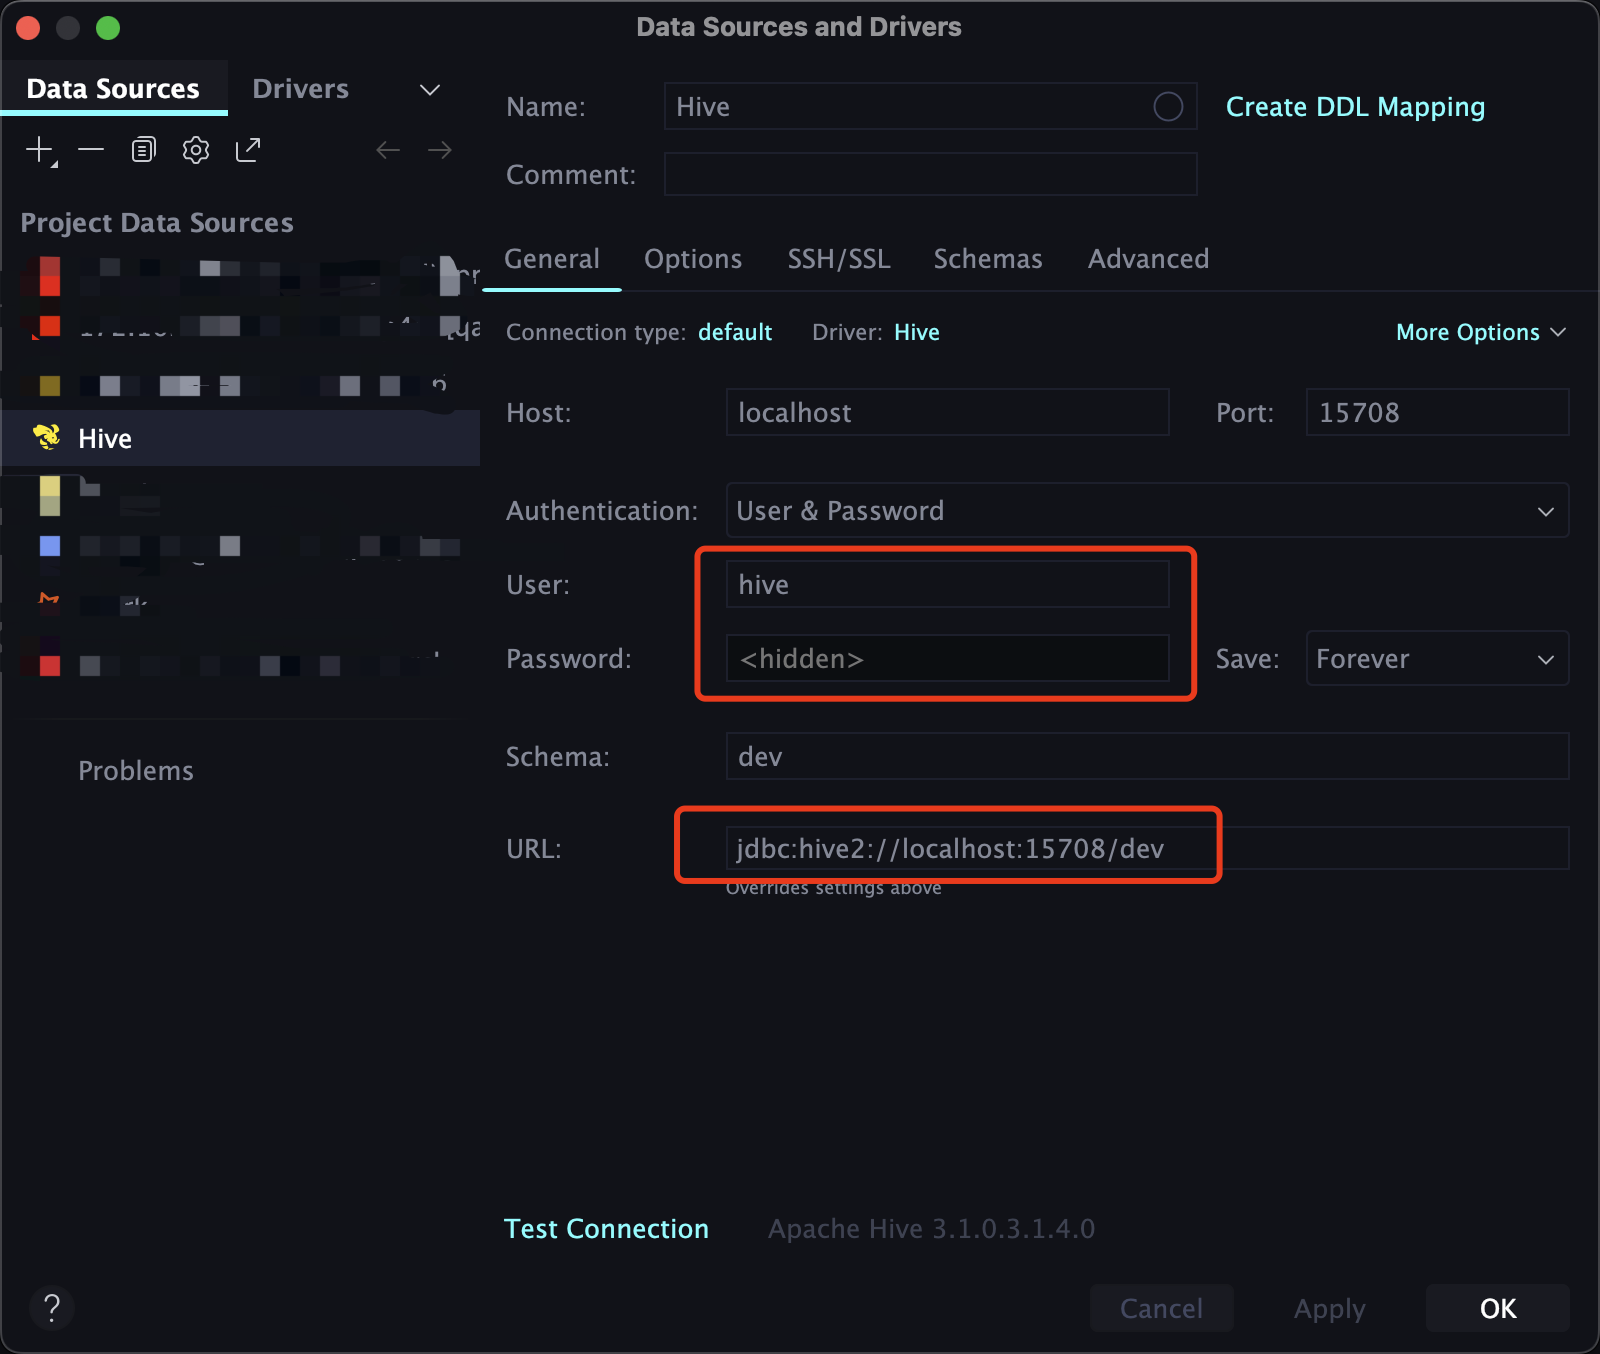 Data Sources and Drivers
Data Sources Drivers
Name: Hive Create DDL Mapping
Comment:
Project Data Sources
General Options SSH/SSL Schemas Advanced
Connection type: default Driver: Hive More Options
Host: localhost Port: 15708
Hive
Authentication: User & Password
User: hive
Password: <hidden> Save: Forever
Schema: dev
Problems
URL: jdbc:hive2://localhost:15708/dev
Overrides settings above
Test Connection Apache Hive 3.1.0.3.1.4.0
? Cancel Apply OK